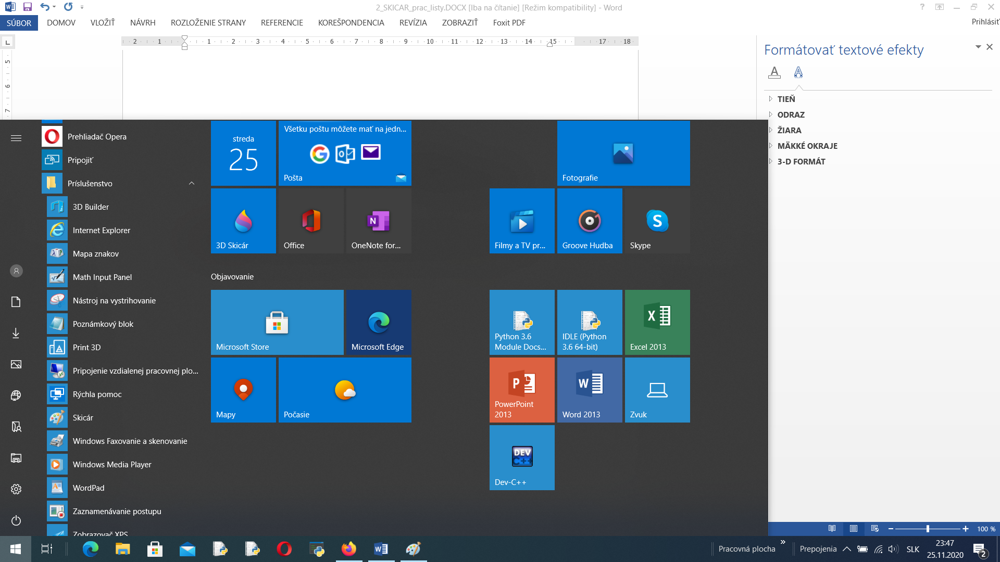 2_SKICAR_prac_listy.DOCX [Iba na čítanie] [Režim kompatibility] - Word
SÚBOR DOMOV VLOŽIŤ NÁVRH ROZLOŽENIE STRANY REFERENCIE KOREŠPONDENCIA REVÍZIA ZOBRAZIŤ Foxit PDF Prihlásiť
2 1 1 2 3 4 5 6 7 8 9 10 11 12 13 14 15 17 18
5
6
7
Formátovať textové efekty
TIEŇ
ODRAZ
ŽIARA
MÄKKÉ OKRAJE
3-D FORMÁT
Prehliadač Opera
Pripojiť
Príslušenstvo
3D Builder
Internet Explorer
Mapa znakov
Math Input Panel
Nástroj na vystrihovanie
Poznámkový blok
Print 3D
Pripojenie vzdialenej pracovnej plo...
Rýchla pomoc
Skicár
Windows Faxovanie a skenovanie
Windows Media Player
WordPad
Zaznamenávanie postupu
Zobrazovač XPS
streda
25
Všetku poštu môžete mať na jedn...
Pošta
Fotografie
3D Skicár
Office
OneNote for...
Filmy a TV pr...
Groove Hudba
Skype
Objavovanie
Microsoft Store
Microsoft Edge
Python 3.6
Module Docs...
IDLE (Python
3.6 64-bit)
Excel 2013
Mapy
Počasie
PowerPoint
2013
Word 2013
Zvuk
DEV
C++
Dev-C++
100 %
Pracovná plocha
Prepojenia
SLK
23:47
25.11.2020
2